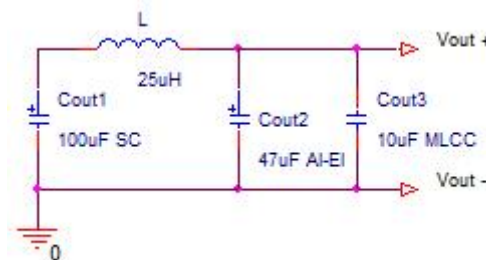 L
Vout +
25uH
Cout1
100uF SC
Cout2
47uF Al-El
Cout3
10uF MLCC
Vout -
0